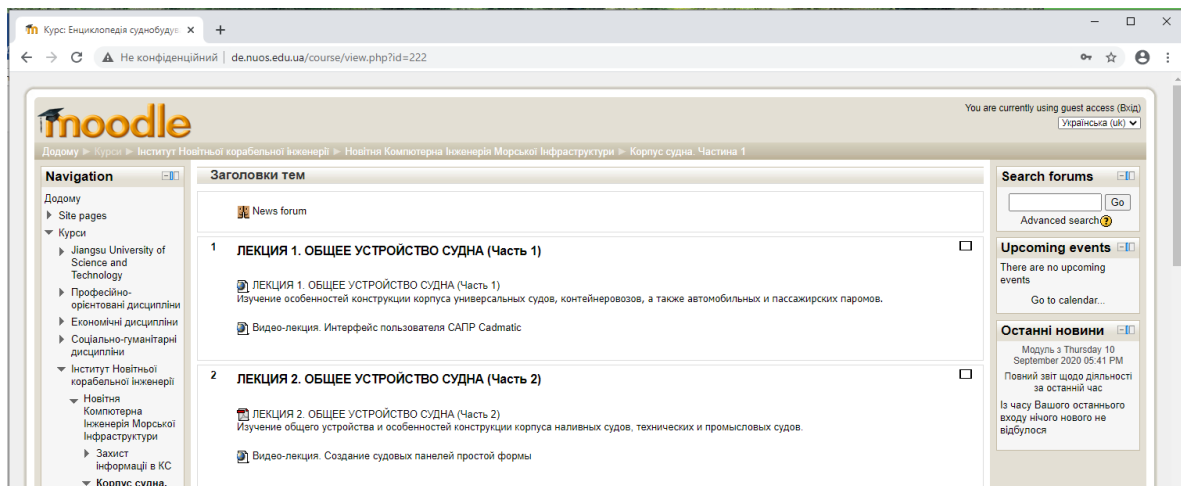 Курс: Енциклопедія суднобудув
Не конфіденційний | de.nuos.edu.ua/course/view.php?id=222
moodle
You are currently using guest access (Вхід)
Українська (uk)
Додому ► Курси ► Інститут Новітньої корабельної інженерії ► Новітня Компютерна Інженерія Морської Інфраструктури ► Корпус судна. Частина 1
Navigation
Додому
Site pages
Курси
Jiangsu University of
Science and
Technology
Професійно-
орієнтовані дисципліни
Економічні дисципліни
Соціально-гуманітарні
дисципліни
Інститут Новітньої
корабельної інженерії
Новітня
Компютерна
Інженерія Морської
Інфраструктури
Захист
інформації в КС
Корпус судна.
Заголовки тем
News forum
1 ЛЕКЦИЯ 1. ОБЩЕЕ УСТРОЙСТВО СУДНА (Часть 1)
ЛЕКЦИЯ 1. ОБЩЕЕ УСТРОЙСТВО СУДНА (Часть 1)
Изучение особенностей конструкции корпуса универсальных судов, контейнеровозов, а также автомобильных и пассажирских паромов.
Видео-лекция. Интерфейс пользователя САПР Cadmatic
2 ЛЕКЦИЯ 2. ОБЩЕЕ УСТРОЙСТВО СУДНА (Часть 2)
ЛЕКЦИЯ 2. ОБЩЕЕ УСТРОЙСТВО СУДНА (Часть 2)
Изучение общего устройства и особенностей конструкции корпуса наливных судов, технических и промысловых судов.
Видео-лекция. Создание судовых панелей простой формы
Search forums
Go
Advanced search
Upcoming events
There are no upcoming
events
Go to calendar...
Останні новини
Модуль з Thursday 10
September 2020 05:41 PM
Повний звіт щодо діяльності
за останній час
Із часу Вашого останнього
входу нічого нового не
відбулося